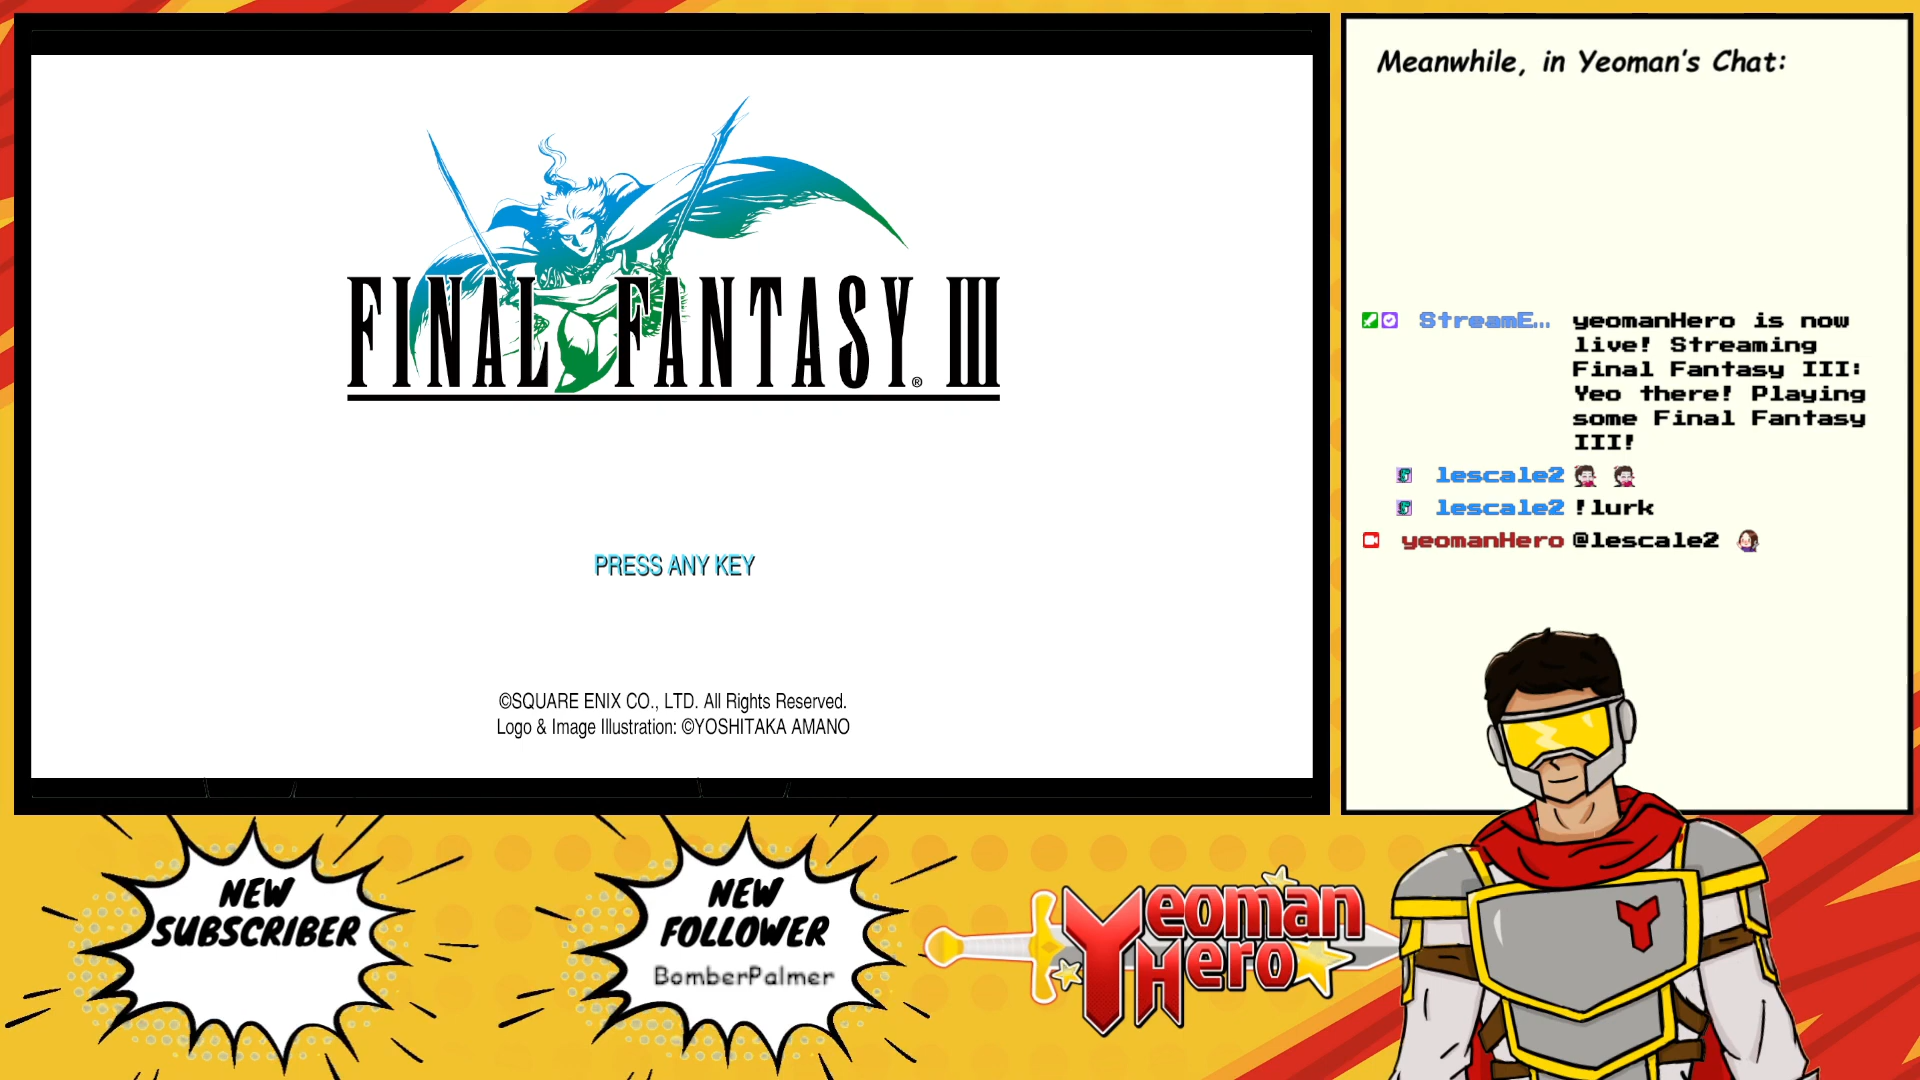 FINAL FANTASY® III
PRESS ANY KEY
©SQUARE ENIX CO., LTD. All Rights Reserved.
Logo & Image Illustration: ©YOSHITAKA AMANO
Meanwhile, in Yeoman's Chat:
StreamE... yeomanHero is now
live! Streaming
Final Fantasy III:
Yeo there! Playing
some Final Fantasy
III!
lescale2
lescale2 !lurk
yeomanHero @lescale2
NEW
SUBSCRIBER
NEW
FOLLOWER
BomberPalmer
Yeoman
Hero
Y